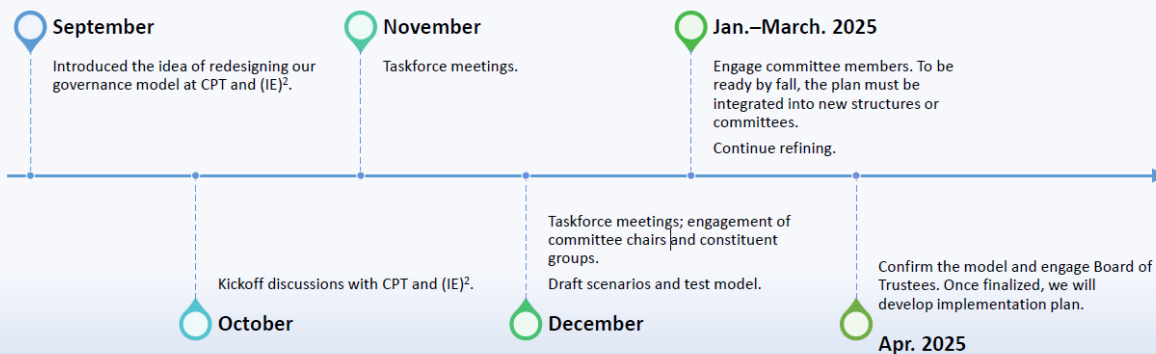 September
Introduced the idea of redesigning our
governance model at CPT and (IE)².
November
Taskforce meetings.
Jan.–March. 2025
Engage committee members. To be
ready by fall, the plan must be
integrated into new structures or
committees.
Continue refining.
Kickoff discussions with CPT and (IE)².
October
Taskforce meetings; engagement of
committee chairs and constituent
groups.
Draft scenarios and test model.
December
Confirm the model and engage Board of
Trustees. Once finalized, we will
develop implementation plan.
Apr. 2025